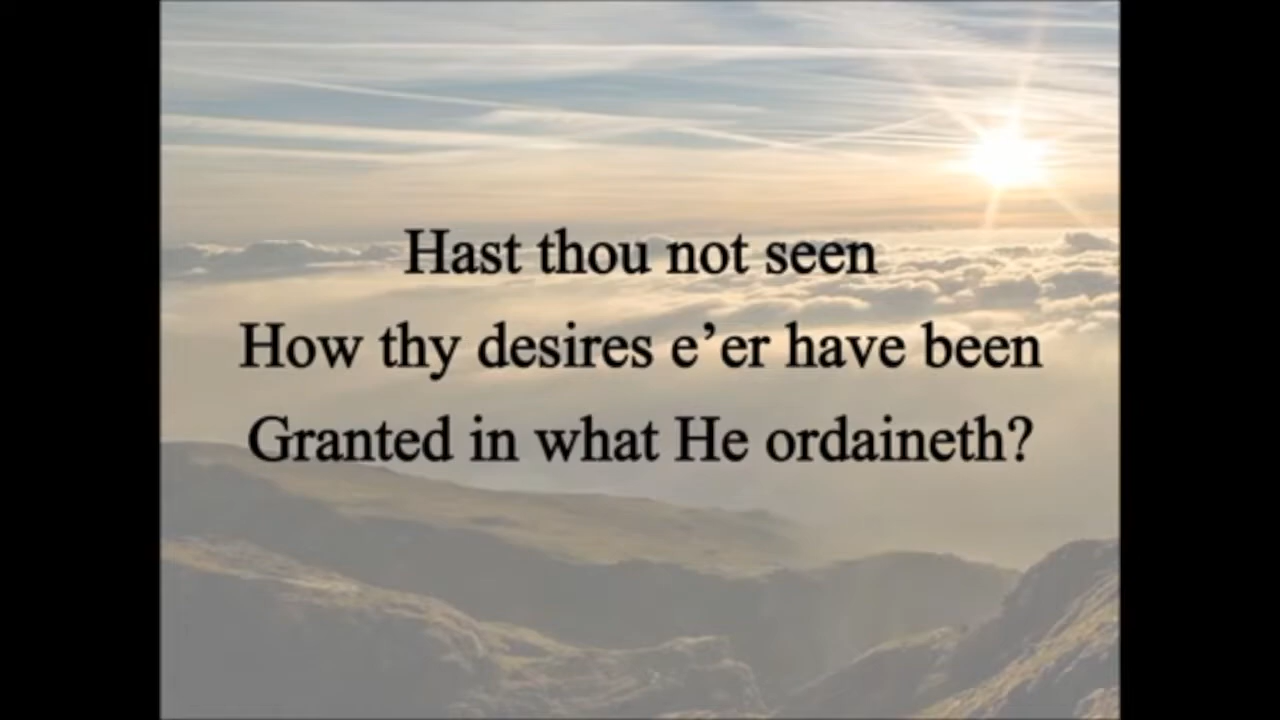 Hast thou not seen
How thy desires e’er have been
Granted in what He ordaineth?